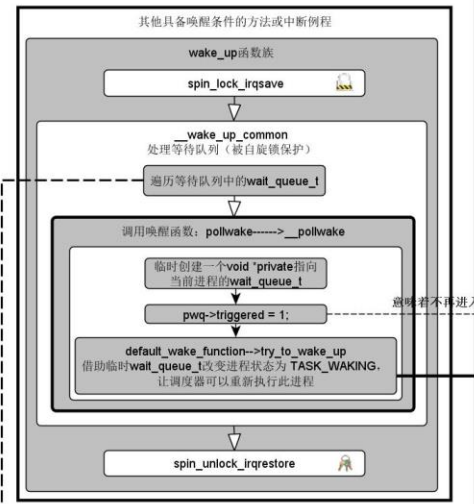 其他具备唤醒条件的方法或中断例程
wake_up函数族
spin_lock_irqsave
__wake_up_common
处理等待队列（被自旋锁保护）
遍历等待队列中的wait_queue_t
调用唤醒函数：pollwake------>__pollwake
临时创建一个void *private指向
当前进程的wait_queue_t
pwq->triggered = 1;
意味着不再进入
default_wake_function-->try_to_wake_up
借助临时wait_queue_t改变进程状态为 TASK_WAKING，
让调度器可以重新执行此进程
spin_unlock_irqrestore